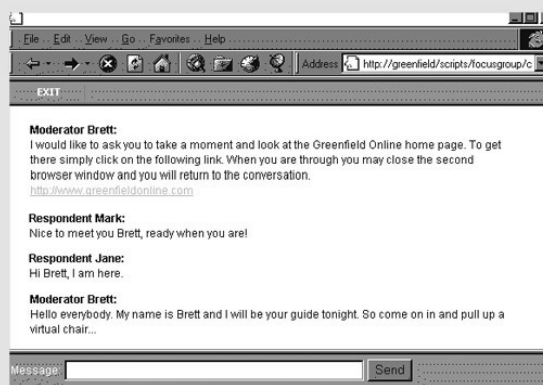 File Edit View Go Favorites Help
Address http://greenfield/scripts/focusgroup/c
EXIT
Moderator Brett:
I would like to ask you to take a moment and look at the Greenfield Online home page. To get
there simply click on the following link. When you are through you may close the second
browser window and you will return to the conversation.
http://www.greenfieldonline.com
Respondent Mark:
Nice to meet you Brett, ready when you are!
Respondent Jane:
Hi Brett, I am here.
Moderator Brett:
Hello everybody. My name is Brett and I will be your guide tonight. So come on in and pull up a
virtual chair...
Message: Send